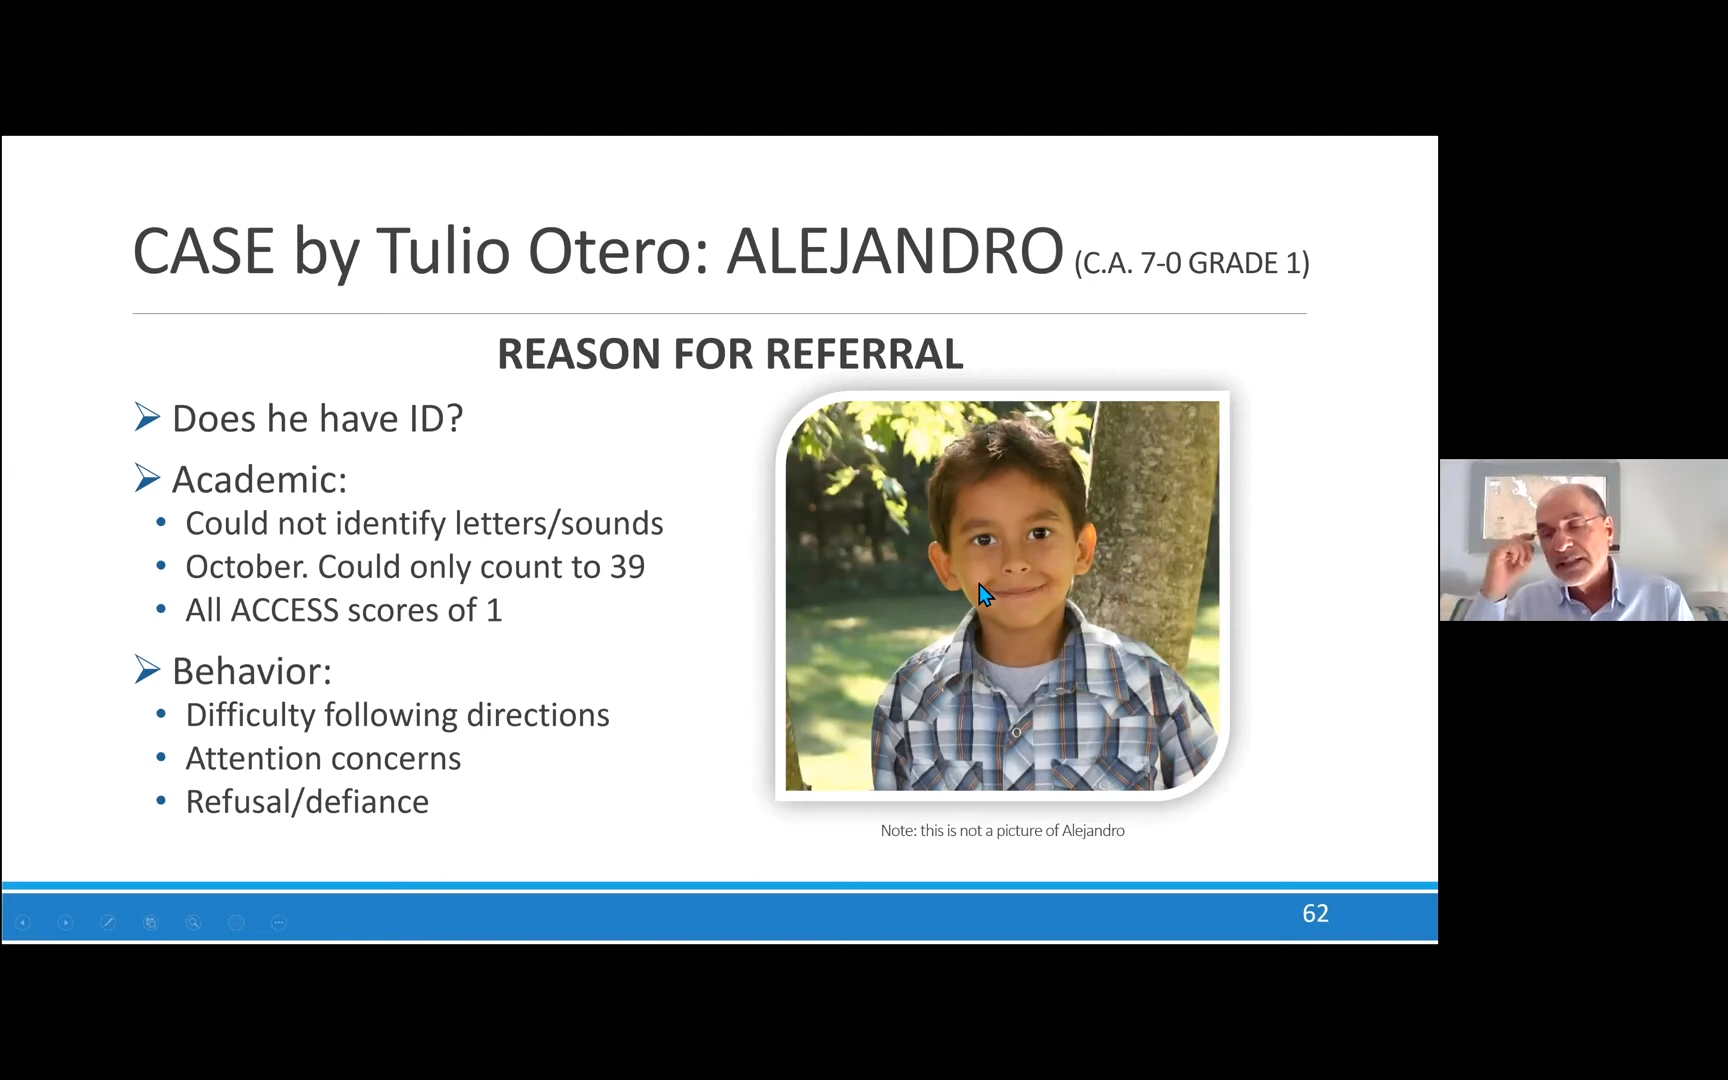 CASE by Tulio Otero: ALEJANDRO (C.A. 7-0 GRADE 1)
REASON FOR REFERRAL
Does he have ID?
Academic:
Could not identify letters/sounds
October. Could only count to 39
All ACCESS scores of 1
Behavior:
Difficulty following directions
Attention concerns
Refusal/defiance
Note: this is not a picture of Alejandro
62